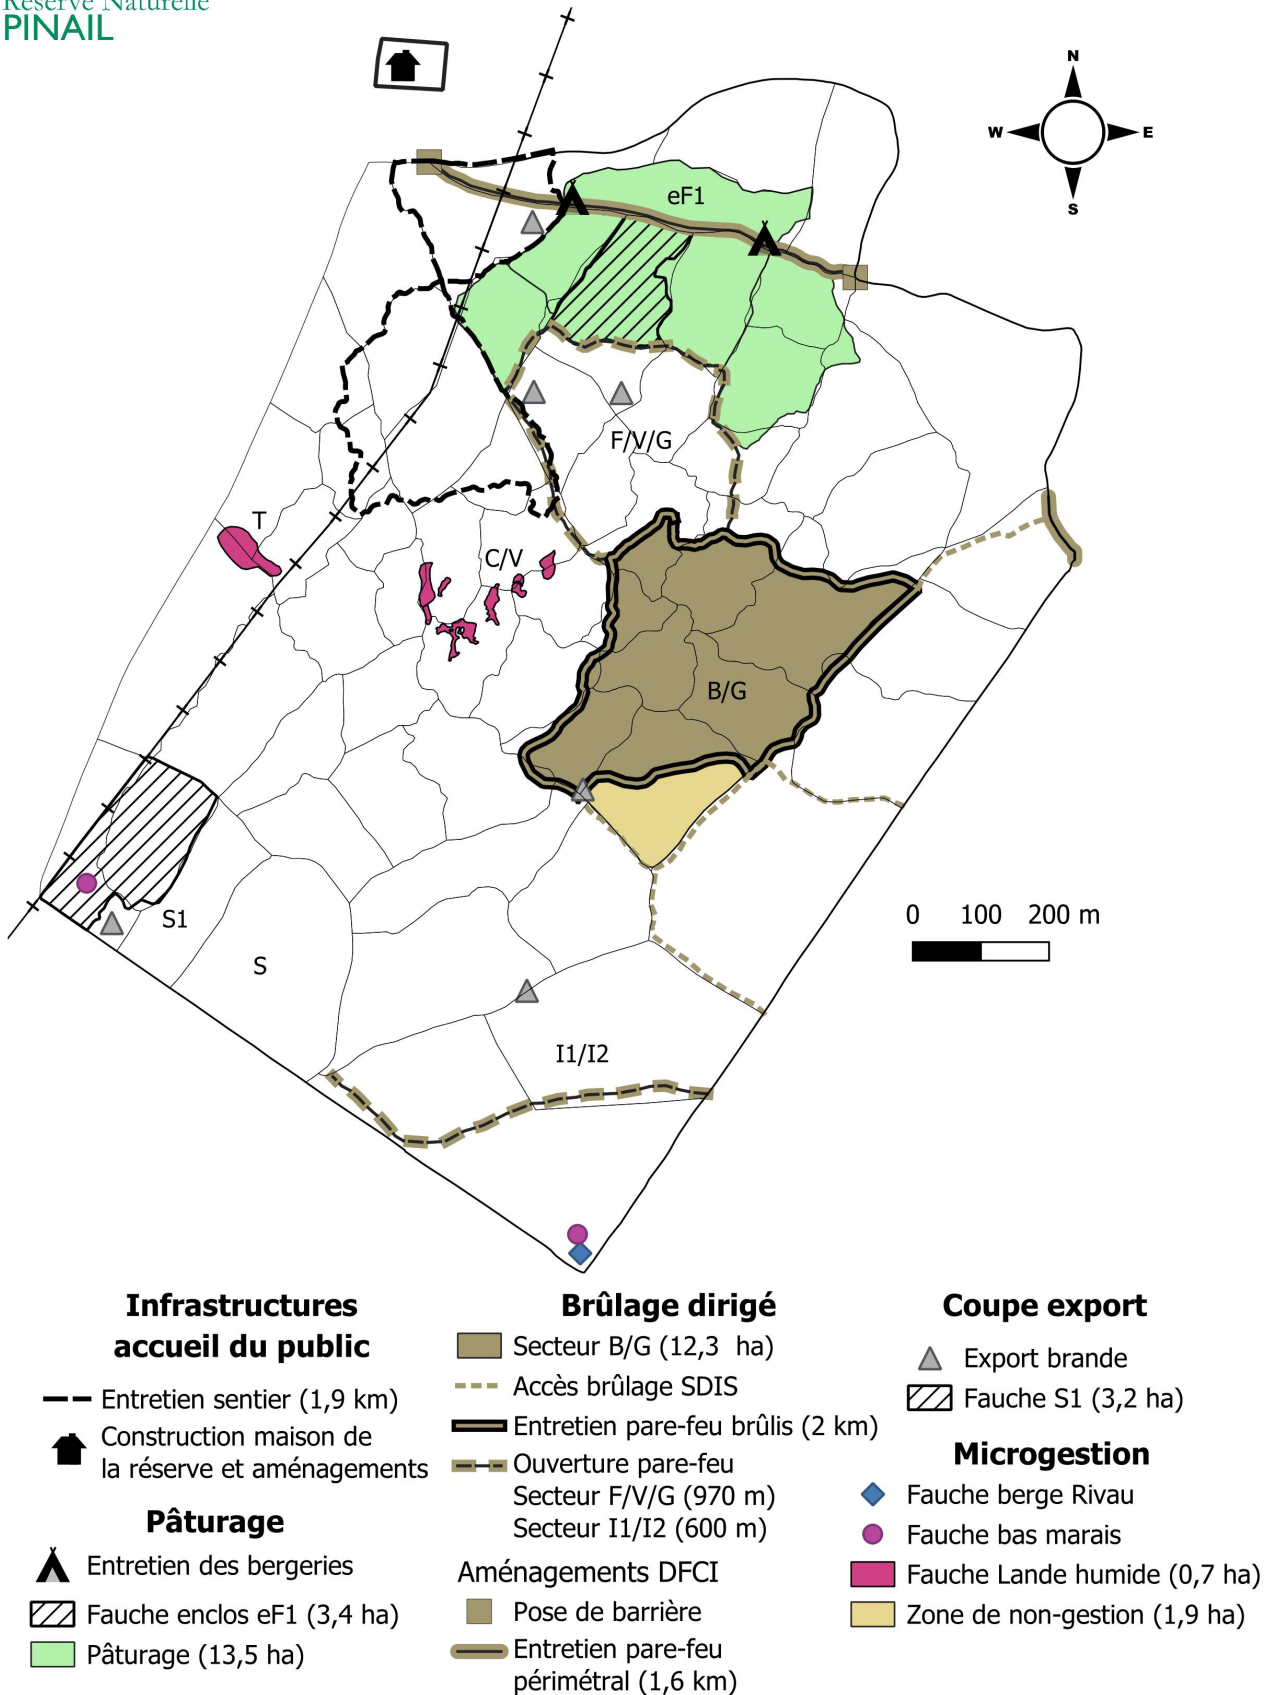 Réserve Naturelle
PINAIL
N
W
E
S
eF1
F/V/G
T
C/V
B/G
S1
S
I1/I2
0 100 200 m
Infrastructures
accueil du public
Entretien sentier (1,9 km)
Construction maison de
la réserve et aménagements
Pâturage
Entretien des bergeries
Fauche enclos eF1 (3,4 ha)
Pâturage (13,5 ha)
Brûlage dirigé
Secteur B/G (12,3 ha)
Accès brûlage SDIS
Entretien pare-feu brûlis (2 km)
Ouverture pare-feu
Secteur F/V/G (970 m)
Secteur I1/I2 (600 m)
Aménagements DFCI
Pose de barrière
Entretien pare-feu
périmétral (1,6 km)
Coupe export
Export brande
Fauche S1 (3,2 ha)
Microgestion
Fauche berge Rivau
Fauche bas marais
Fauche Lande humide (0,7 ha)
Zone de non-gestion (1,9 ha)